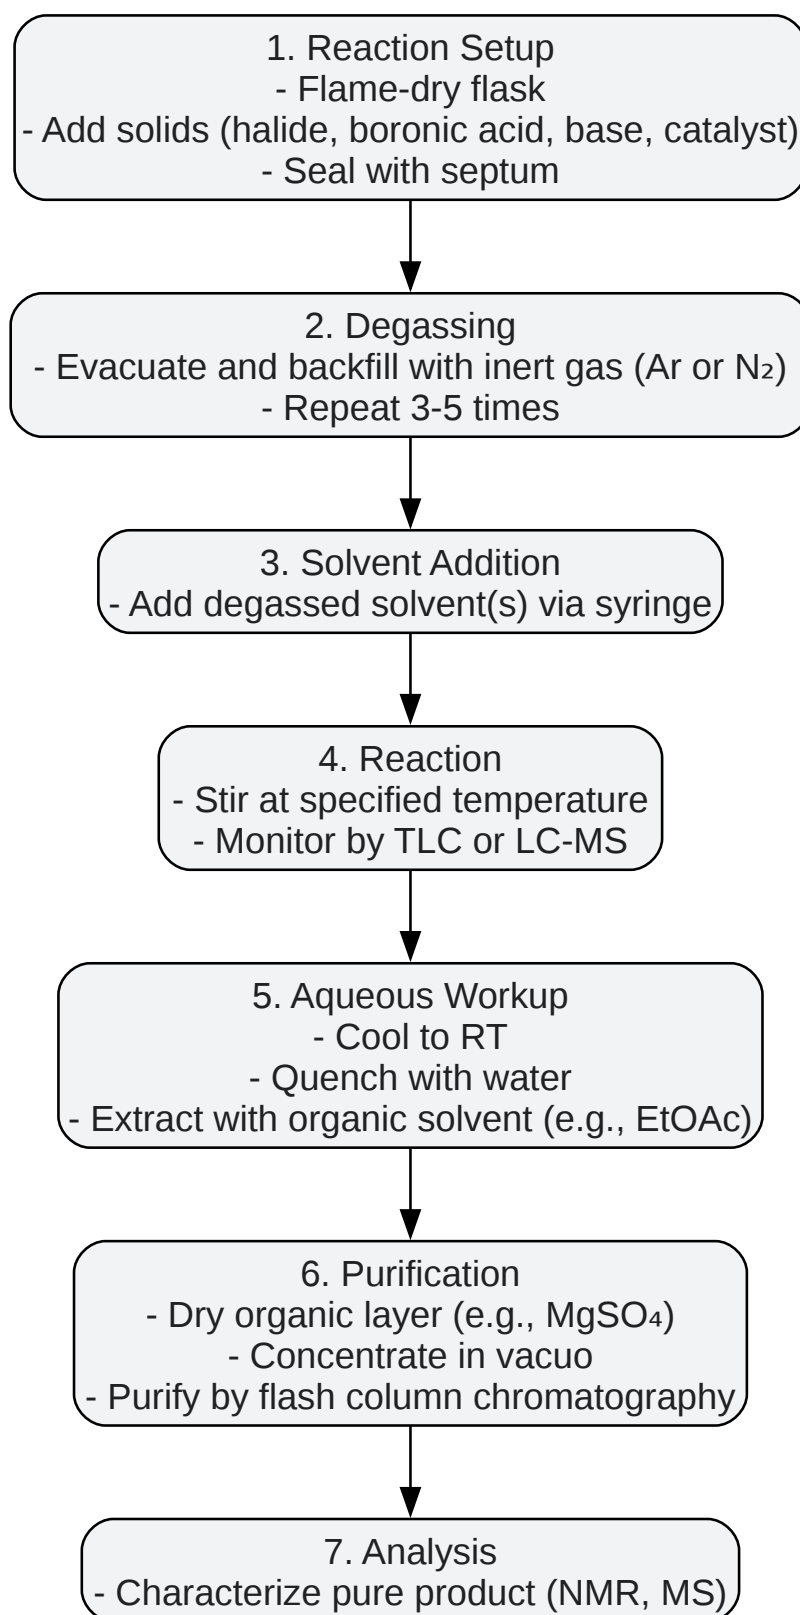 1. Reaction Setup
- Flame-dry flask
- Add solids (halide, boronic acid, base, catalyst)
- Seal with septum
2. Degassing
- Evacuate and backfill with inert gas (Ar or N₂)
- Repeat 3-5 times
3. Solvent Addition
- Add degassed solvent(s) via syringe
4. Reaction
- Stir at specified temperature
- Monitor by TLC or LC-MS
5. Aqueous Workup
- Cool to RT
- Quench with water
- Extract with organic solvent (e.g., EtOAc)
6. Purification
- Dry organic layer (e.g., MgSO₄)
- Concentrate in vacuo
- Purify by flash column chromatography
7. Analysis
- Characterize pure product (NMR, MS)